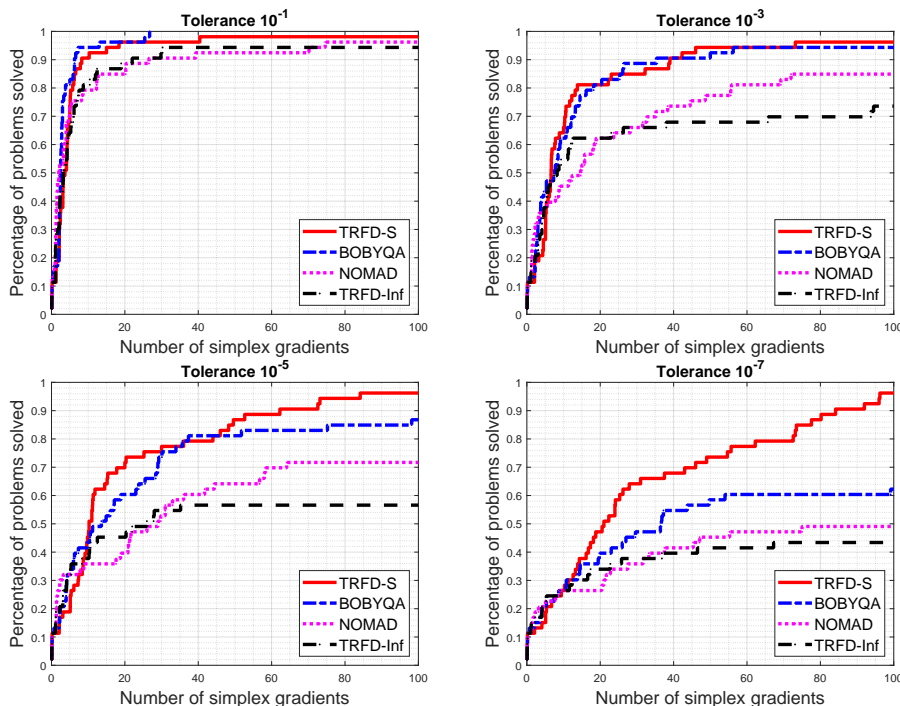 Tolerance 10-1
Percentage of problems solved
1
0.9
0.8
0.7
0.6
0.5
0.4
0.3
0.2
0.1
0
TRFD-S
BOBYQA
NOMAD
TRFD-Inf
0 20 40 60 80 100
Number of simplex gradients
Tolerance 10-3
Percentage of problems solved
1
0.9
0.8
0.7
0.6
0.5
0.4
0.3
0.2
0.1
0
TRFD-S
BOBYQA
NOMAD
TRFD-Inf
0 20 40 60 80 100
Number of simplex gradients
Tolerance 10-5
Percentage of problems solved
1
0.9
0.8
0.7
0.6
0.5
0.4
0.3
0.2
0.1
0
TRFD-S
BOBYQA
NOMAD
TRFD-Inf
0 20 40 60 80 100
Number of simplex gradients
Tolerance 10-7
Percentage of problems solved
1
0.9
0.8
0.7
0.6
0.5
0.4
0.3
0.2
0.1
0
TRFD-S
BOBYQA
NOMAD
TRFD-Inf
0 20 40 60 80 100
Number of simplex gradients